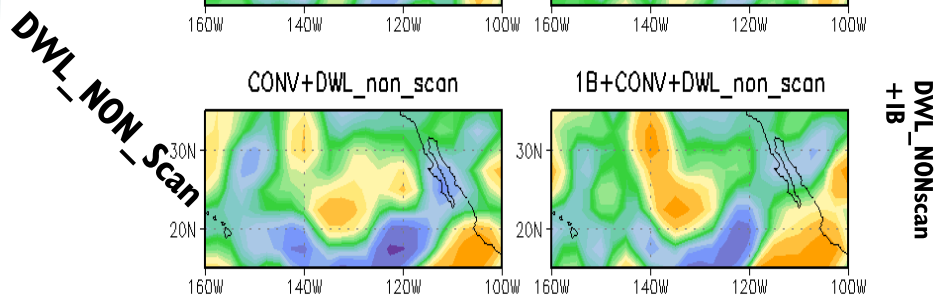 160W 140W 120W 100W 160W 140W 120W 100W
DWL_NON_Scan
CONV+DWL_non_scan 1B+CONV+DWL_non_scan
DWL_NONscan
+ IB
30N 30N
20N 20N
160W 140W 120W 100W 160W 140W 120W 100W